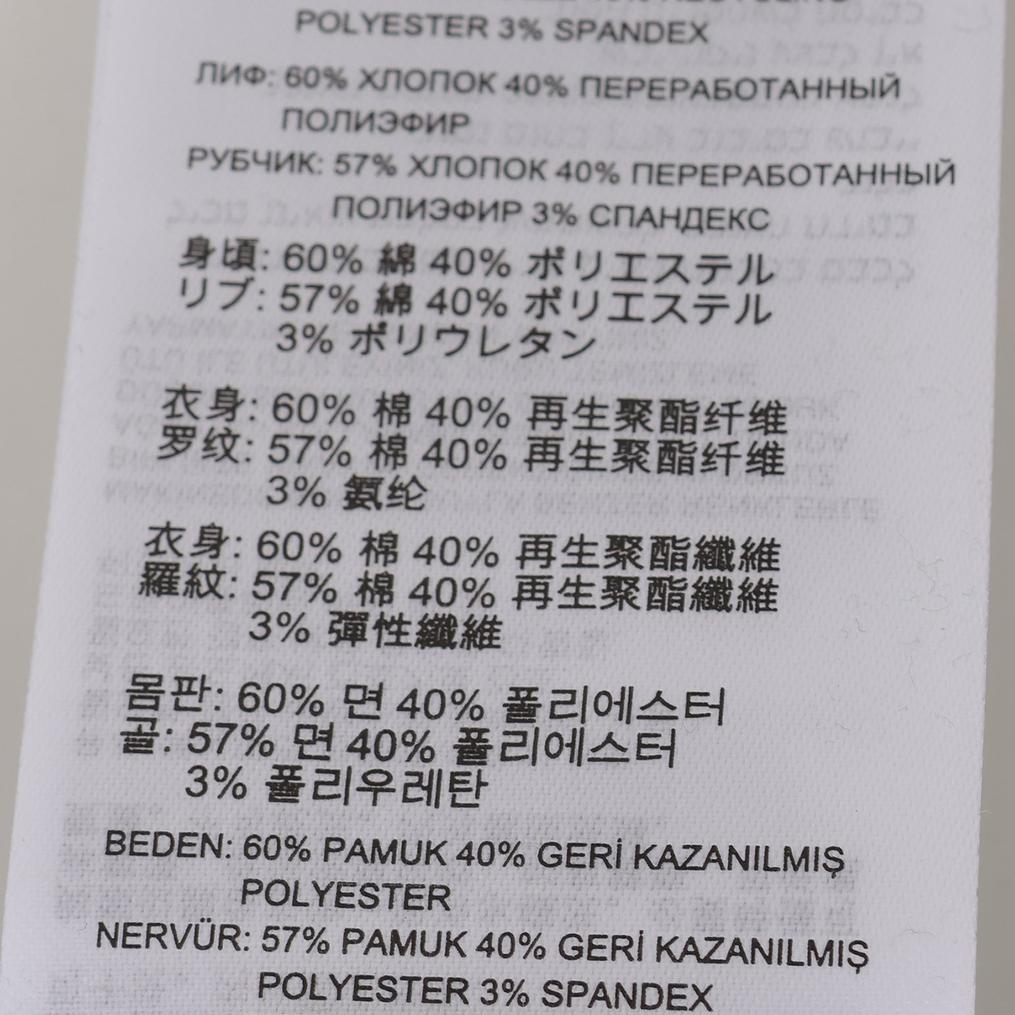 POLYESTER 3% SPANDEX
ЛИФ: 60% ХЛОПОК 40% ПЕРЕРАБОТАННЫЙ
ПОЛИЭФИР
РУБЧИК: 57% ХЛОПОК 40% ПЕРЕРАБОТАННЫЙ
ПОЛИЭФИР 3% СПАНДЕКС
身頃: 60% 綿 40% ポリエステル
リブ: 57% 綿 40% ポリエステル
3% ポリウレタン
衣身: 60% 棉 40% 再生聚酯纤维
罗纹: 57% 棉 40% 再生聚酯纤维
3% 氨纶
衣身: 60% 棉 40% 再生聚酯纖維
羅紋: 57% 棉 40% 再生聚酯纖維
3% 彈性纖維
몸판: 60% 면 40% 폴리에스터
골: 57% 면 40% 폴리에스터
3% 폴리우레탄
BEDEN: 60% PAMUK 40% GERİ KAZANILMIŞ
POLYESTER
NERVÜR: 57% PAMUK 40% GERİ KAZANILMIŞ
POLYESTER 3% SPANDEX